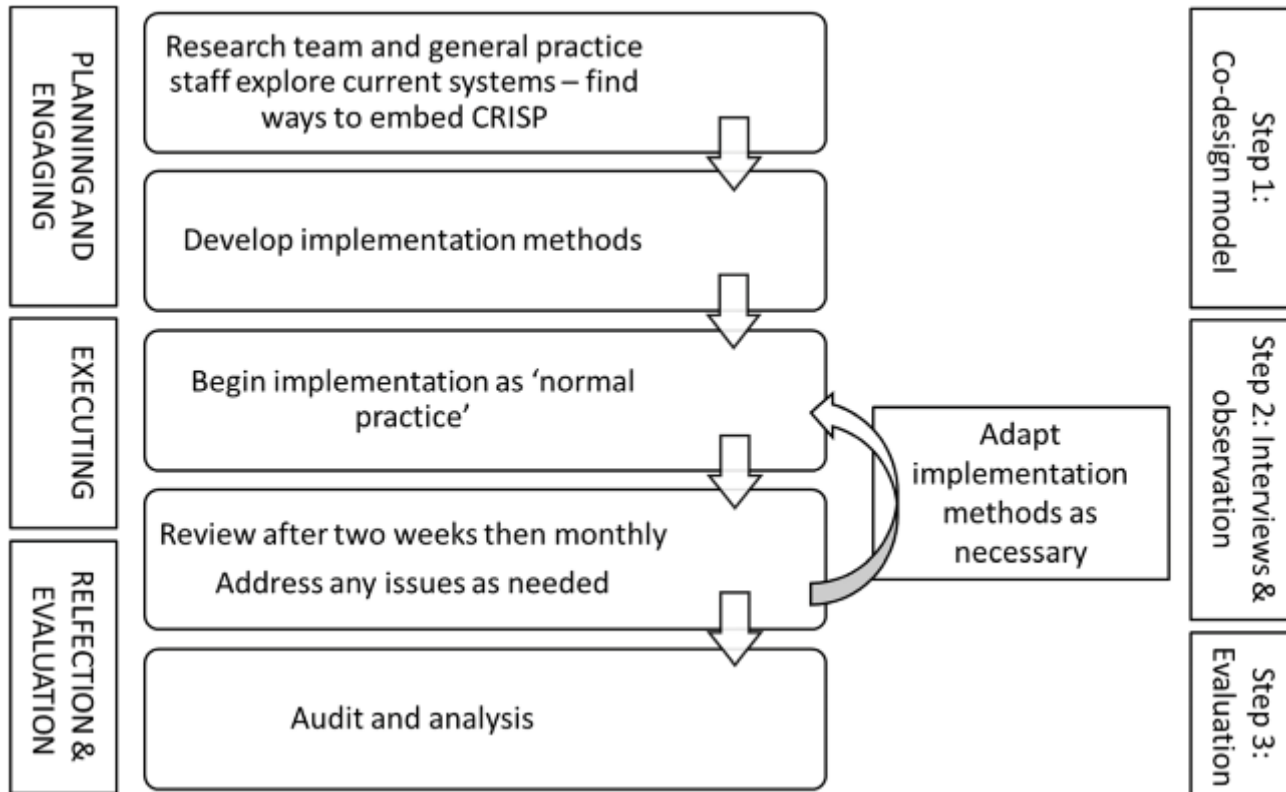 PLANNING AND
ENGAGING
EXECUTING
RELFECTION &
EVALUATION
Research team and general practice
staff explore current systems – find
ways to embed CRISP
Develop implementation methods
Begin implementation as ‘normal
practice’
Review after two weeks then monthly
Address any issues as needed
Audit and analysis
Adapt
implementation
methods as
necessary
Step 1:
Co-design model
Step 2: Interviews &
observation
Step 3:
Evaluation